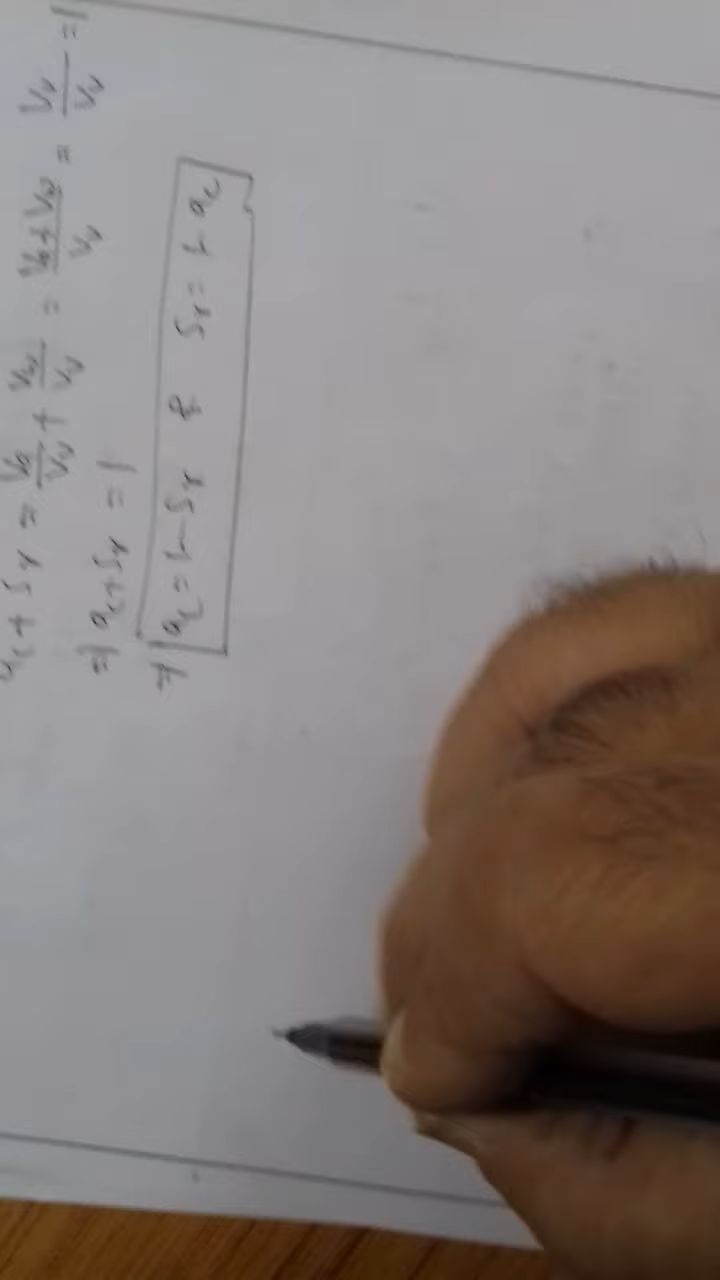 a_c + S_r = V_a/V_v + V_w/V_v = V_a + V_w/V_v = V_v/V_v = 1
⇒ a_c + S_r = 1
⇒ a_c = 1 - S_r & S_r = 1 - a_c